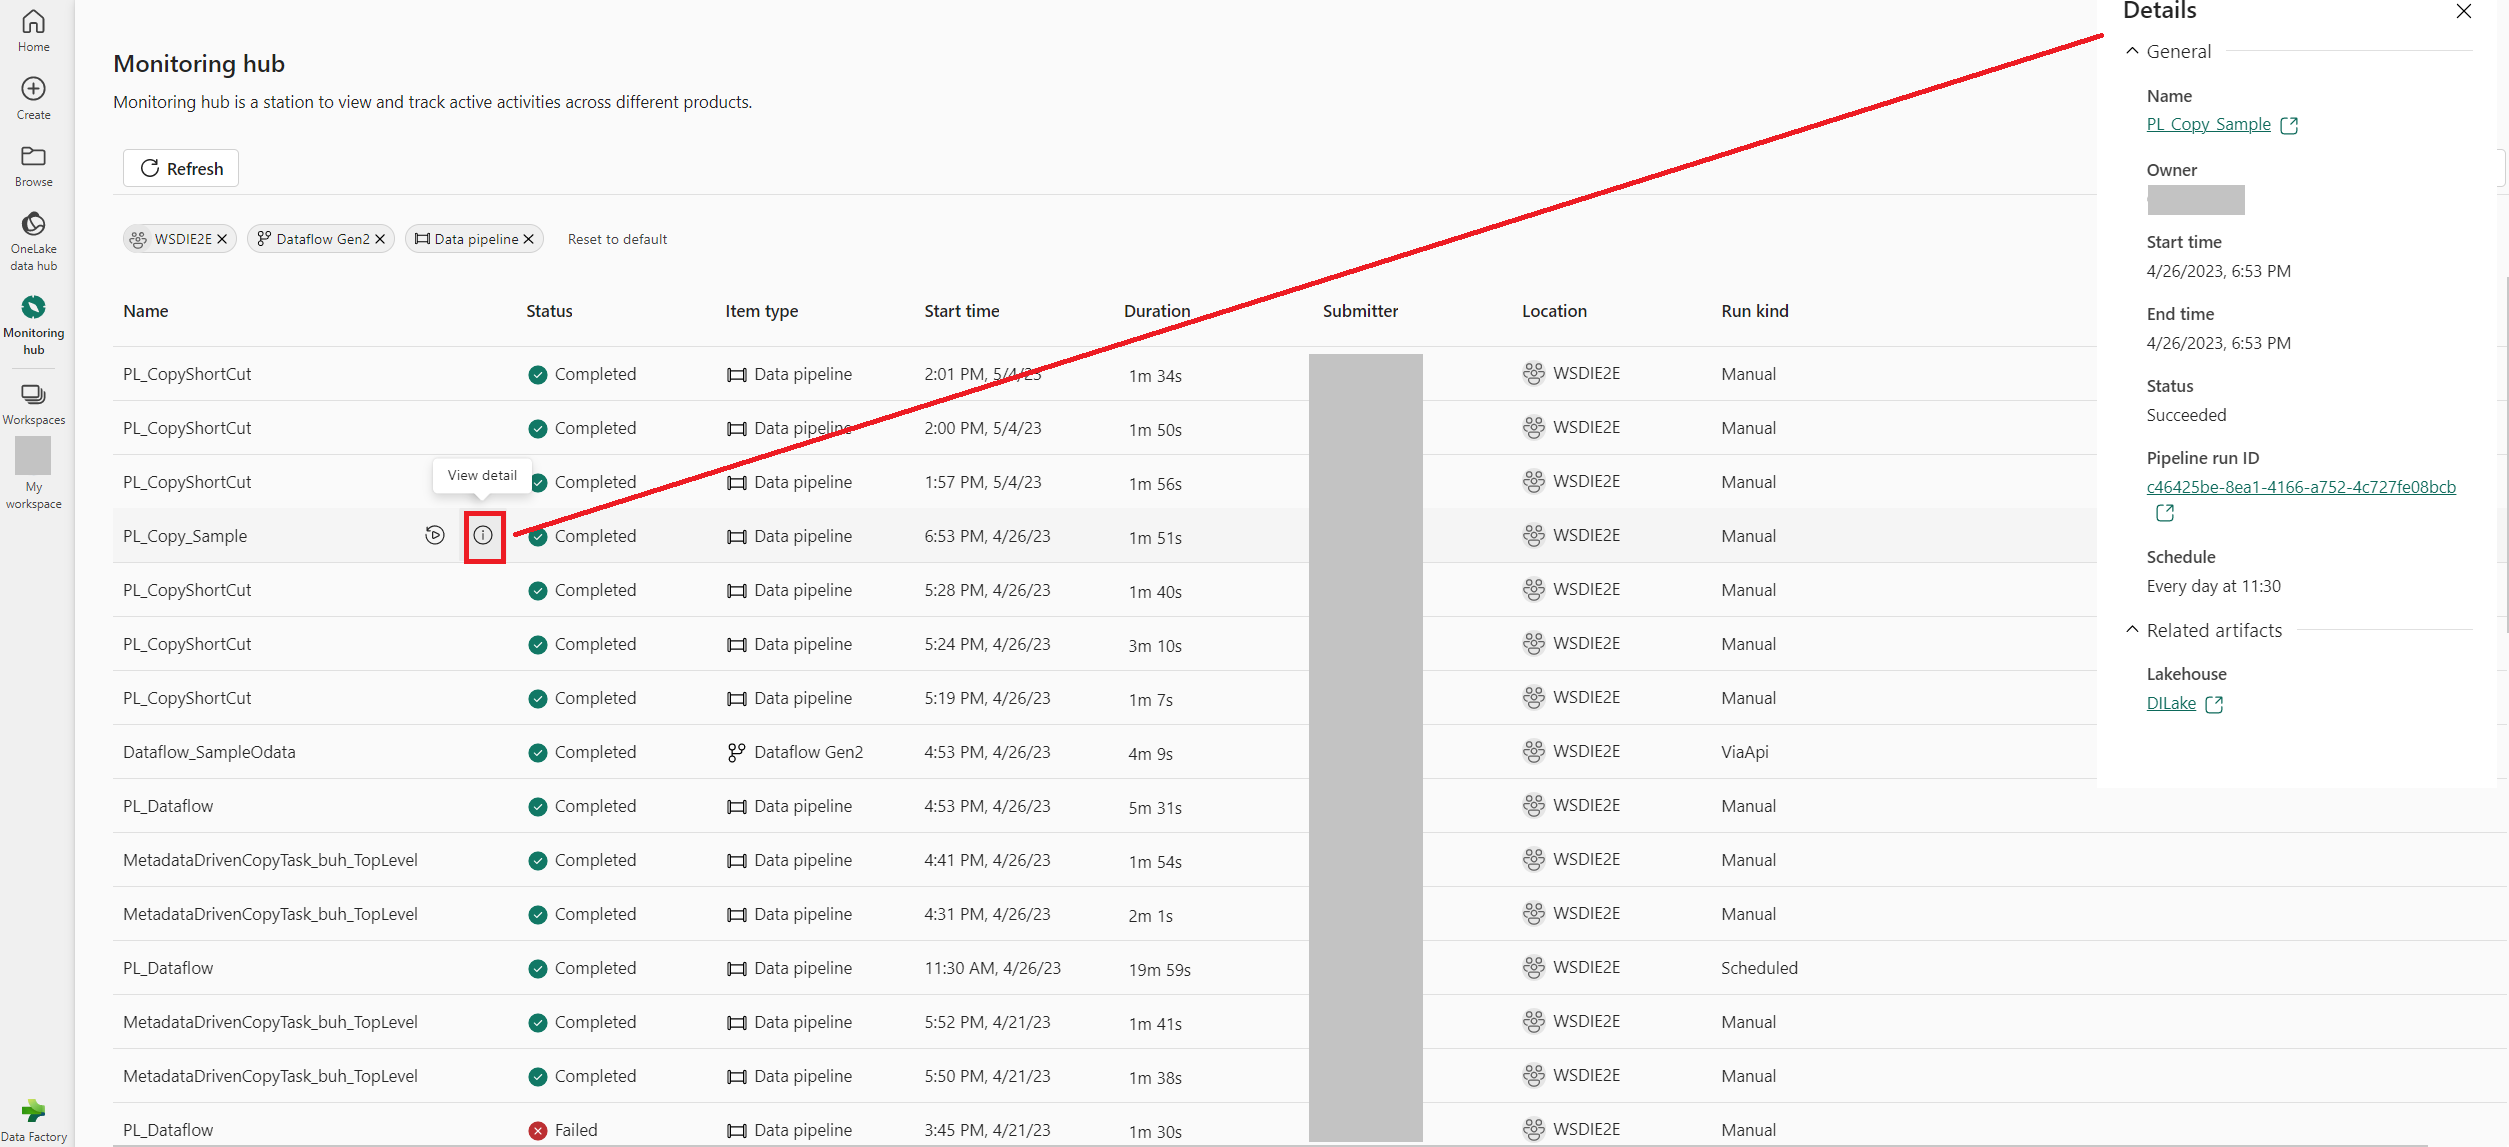 Home
Create
Browse
OneLake
data hub
Monitoring
hub
Workspaces
My
workspace
Data Factory
Monitoring hub
Monitoring hub is a station to view and track active activities across different products.
Refresh
WSDIE2E Dataflow Gen2 Data pipeline Reset to default
Name Status Item type Start time Duration Submitter Location Run kind
PL_CopyShortCut Completed Data pipeline 2:01 PM, 5/4/23 1m 34s WSDIE2E Manual
PL_CopyShortCut Completed Data pipeline 2:00 PM, 5/4/23 1m 50s WSDIE2E Manual
View detail
PL_CopyShortCut Completed Data pipeline 1:57 PM, 5/4/23 1m 56s WSDIE2E Manual
PL_Copy_Sample Completed Data pipeline 6:53 PM, 4/26/23 1m 51s WSDIE2E Manual
PL_CopyShortCut Completed Data pipeline 5:28 PM, 4/26/23 1m 40s WSDIE2E Manual
PL_CopyShortCut Completed Data pipeline 5:24 PM, 4/26/23 3m 10s WSDIE2E Manual
PL_CopyShortCut Completed Data pipeline 5:19 PM, 4/26/23 1m 7s WSDIE2E Manual
Dataflow_SampleOdata Completed Dataflow Gen2 4:53 PM, 4/26/23 4m 9s WSDIE2E ViaApi
PL_Dataflow Completed Data pipeline 4:53 PM, 4/26/23 5m 31s WSDIE2E Manual
MetadataDrivenCopyTask_buh_TopLevel Completed Data pipeline 4:41 PM, 4/26/23 1m 54s WSDIE2E Manual
MetadataDrivenCopyTask_buh_TopLevel Completed Data pipeline 4:31 PM, 4/26/23 2m 1s WSDIE2E Manual
PL_Dataflow Completed Data pipeline 11:30 AM, 4/26/23 19m 59s WSDIE2E Scheduled
MetadataDrivenCopyTask_buh_TopLevel Completed Data pipeline 5:52 PM, 4/21/23 1m 41s WSDIE2E Manual
MetadataDrivenCopyTask_buh_TopLevel Completed Data pipeline 5:50 PM, 4/21/23 1m 38s WSDIE2E Manual
PL_Dataflow Failed Data pipeline 3:45 PM, 4/21/23 1m 30s WSDIE2E Manual
Details
General
Name
PL_Copy_Sample
Owner
Start time
4/26/2023, 6:53 PM
End time
4/26/2023, 6:53 PM
Status
Succeeded
Pipeline run ID
c46425be-8ea1-4166-a752-4c727fe08bcb
Schedule
Every day at 11:30
Related artifacts
Lakehouse
DILake